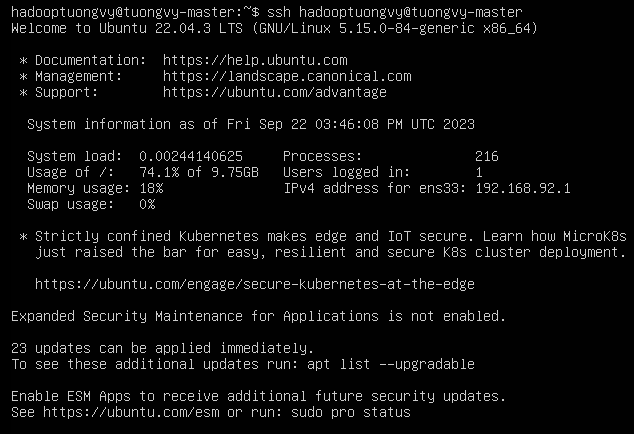 hadooptuongvy@tuongvy-master:~$ ssh hadooptuongvy@tuongvy-master
Welcome to Ubuntu 22.04.3 LTS (GNU/Linux 5.15.0-84-generic x86_64)
* Documentation:  https://help.ubuntu.com
* Management:     https://landscape.canonical.com
* Support:        https://ubuntu.com/advantage
System information as of Fri Sep 22 03:46:08 PM UTC 2023
System load:  0.00244140625     Processes:              216
Usage of /:   74.1% of 9.75GB   Users logged in:        1
Memory usage: 18%               IPv4 address for ens33: 192.168.92.1
Swap usage:   0%
* Strictly confined Kubernetes makes edge and IoT secure. Learn how MicroK8s
just raised the bar for easy, resilient and secure K8s cluster deployment.
https://ubuntu.com/engage/secure-kubernetes-at-the-edge
Expanded Security Maintenance for Applications is not enabled.
23 updates can be applied immediately.
To see these additional updates run: apt list --upgradable
Enable ESM Apps to receive additional future security updates.
See https://ubuntu.com/esm or run: sudo pro status